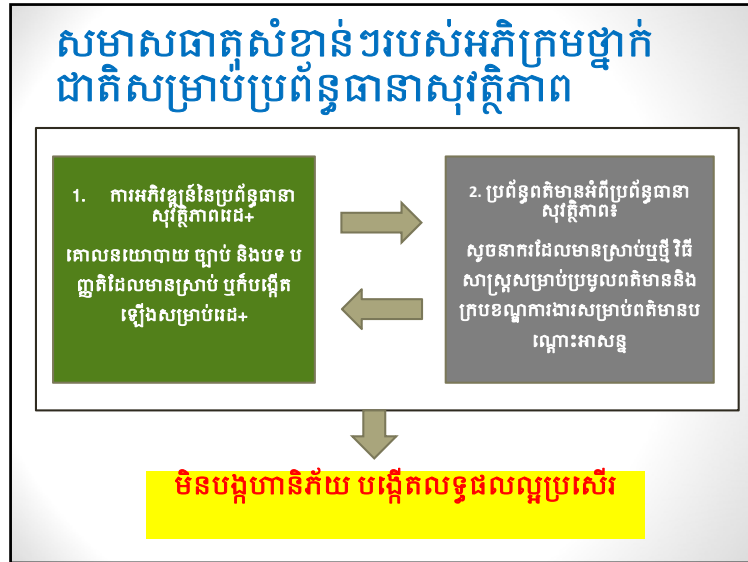 សមាសធាតុសំខាន់ៗរបស់អភិក្រមថ្នាក់
ជាតិសម្រាប់ប្រព័ន្ធធានាសុវត្ថិភាព
1. ការអភិវឌ្ឍន៍នៃប្រព័ន្ធធានា
សុវត្ថិភាពរេដ+
គោលនយោបាយ ច្បាប់ និងបទ ប
ញ្ញតិដែលមានស្រាប់ ឬក៏បង្កើត
ឡើងសម្រាប់រេដ+
2. ប្រព័ន្ធពត៌មានអំពីប្រព័ន្ធធានា
សុវត្ថិភាព៖
សូចនាករដែលមានស្រាប់ឬថ្មី វិធី
សាស្ត្រសម្រាប់ប្រមូលពត៌មាននិង
ក្របខណ្ឌការងារសម្រាប់ពត៌មានប
ណ្តោះអាសន្ន
មិនបង្កហានិភ័យ បង្កើតលទ្ធផលល្អប្រសើរ